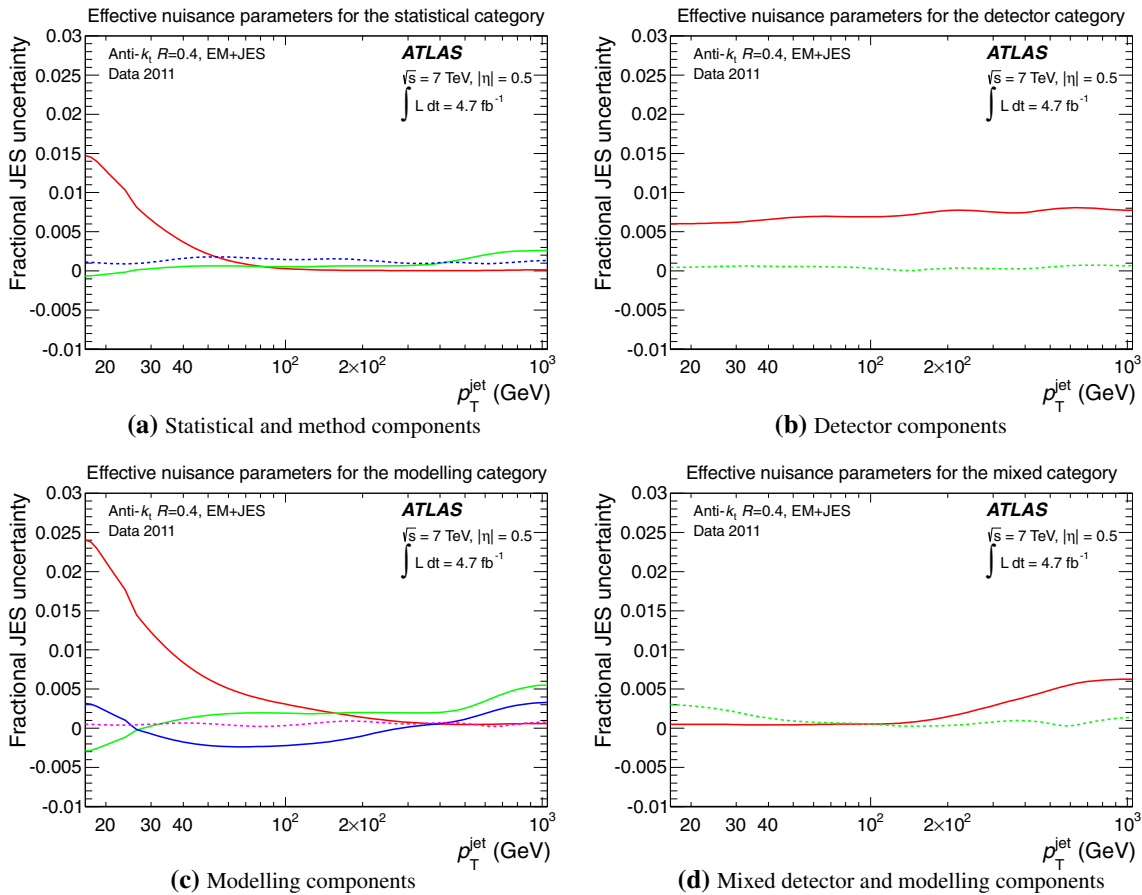 Effective nuisance parameters for the statistical category
0.03
0.025
0.02
0.015
0.01
0.005
0
-0.005
-0.01
Fractional JES uncertainty
Anti-kt R=0.4, EM+JES
Data 2011
ATLAS
√s = 7 TeV, |η| = 0.5
∫ L dt = 4.7 fb⁻¹
20 30 40 10² 2×10² 10³
p_T^jet (GeV)
(a) Statistical and method components
Effective nuisance parameters for the detector category
0.03
0.025
0.02
0.015
0.01
0.005
0
-0.005
-0.01
Fractional JES uncertainty
Anti-kt R=0.4, EM+JES
Data 2011
ATLAS
√s = 7 TeV, |η| = 0.5
∫ L dt = 4.7 fb⁻¹
20 30 40 10² 2×10² 10³
p_T^jet (GeV)
(b) Detector components
Effective nuisance parameters for the modelling category
0.03
0.025
0.02
0.015
0.01
0.005
0
-0.005
-0.01
Fractional JES uncertainty
Anti-kt R=0.4, EM+JES
Data 2011
ATLAS
√s = 7 TeV, |η| = 0.5
∫ L dt = 4.7 fb⁻¹
20 30 40 10² 2×10² 10³
p_T^jet (GeV)
(c) Modelling components
Effective nuisance parameters for the mixed category
0.03
0.025
0.02
0.015
0.01
0.005
0
-0.005
-0.01
Fractional JES uncertainty
Anti-kt R=0.4, EM+JES
Data 2011
ATLAS
√s = 7 TeV, |η| = 0.5
∫ L dt = 4.7 fb⁻¹
20 30 40 10² 2×10² 10³
p_T^jet (GeV)
(d) Mixed detector and modelling components